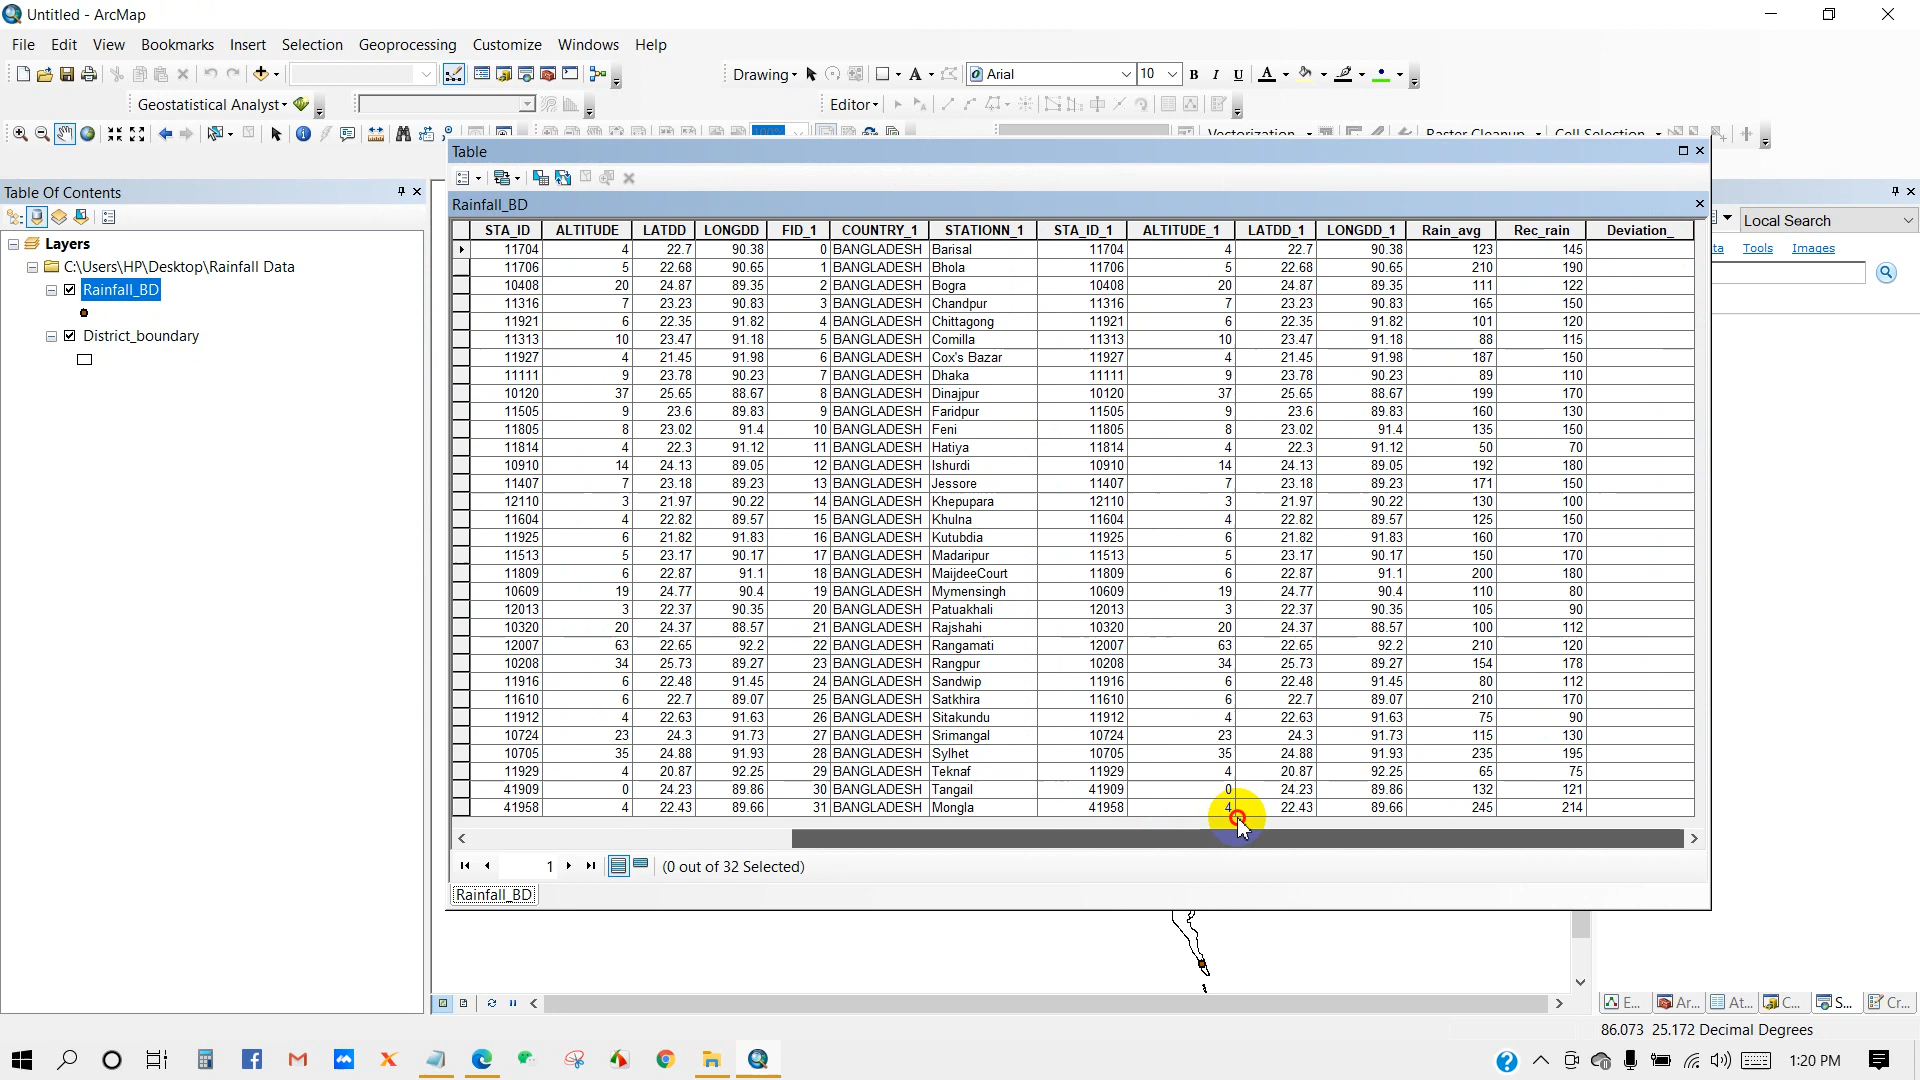 Untitled - ArcMap
File Edit View Bookmarks Insert Selection Geoprocessing Customize Windows Help
Drawing Arial 10 B I U A
Geostatistical Analyst Editor
Vectorization Raster Cleanup Cell Selection
Table
Table Of Contents
Rainfall_BD
Local Search
Layers
C:\Users\HP\Desktop\Rainfall Data
Rainfall_BD
District_boundary
Tools Images
STA_ID ALTITUDE LATDD LONGDD FID_1 COUNTRY_1 STATIONN_1 STA_ID_1 ALTITUDE_1 LATDD_1 LONGDD_1 Rain_avg Rec_rain Deviation_
11704 4 22.7 90.38 0 BANGLADESH Barisal 11704 4 22.7 90.38 123 145
11706 5 22.68 90.65 1 BANGLADESH Bhola 11706 5 22.68 90.65 210 190
10408 20 24.87 89.35 2 BANGLADESH Bogra 10408 20 24.87 89.35 111 122
11316 7 23.23 90.83 3 BANGLADESH Chandpur 11316 7 23.23 90.83 165 150
11921 6 22.35 91.82 4 BANGLADESH Chittagong 11921 6 22.35 91.82 101 120
11313 10 23.47 91.18 5 BANGLADESH Comilla 11313 10 23.47 91.18 88 115
11927 4 21.45 91.98 6 BANGLADESH Cox's Bazar 11927 4 21.45 91.98 187 150
11111 9 23.78 90.23 7 BANGLADESH Dhaka 11111 9 23.78 90.23 89 110
10120 37 25.65 88.67 8 BANGLADESH Dinajpur 10120 37 25.65 88.67 199 170
11505 9 23.6 89.83 9 BANGLADESH Faridpur 11505 9 23.6 89.83 160 130
11805 8 23.02 91.4 10 BANGLADESH Feni 11805 8 23.02 91.4 135 150
11814 4 22.3 91.12 11 BANGLADESH Hatiya 11814 4 22.3 91.12 50 70
10910 14 24.13 89.05 12 BANGLADESH Ishurdi 10910 14 24.13 89.05 192 180
11407 7 23.18 89.23 13 BANGLADESH Jessore 11407 7 23.18 89.23 171 150
12110 3 21.97 90.22 14 BANGLADESH Khepupara 12110 3 21.97 90.22 130 100
11604 4 22.82 89.57 15 BANGLADESH Khulna 11604 4 22.82 89.57 125 150
11925 6 21.82 91.83 16 BANGLADESH Kutubdia 11925 6 21.82 91.83 160 170
11513 5 23.17 90.17 17 BANGLADESH Madaripur 11513 5 23.17 90.17 150 170
11809 6 22.87 91.1 18 BANGLADESH MaijdeeCourt 11809 6 22.87 91.1 200 180
10609 19 24.77 90.4 19 BANGLADESH Mymensingh 10609 19 24.77 90.4 110 80
12013 3 22.37 90.35 20 BANGLADESH Patuakhali 12013 3 22.37 90.35 105 90
10320 20 24.37 88.57 21 BANGLADESH Rajshahi 10320 20 24.37 88.57 100 112
12007 63 22.65 92.2 22 BANGLADESH Rangamati 12007 63 22.65 92.2 210 120
10208 34 25.73 89.27 23 BANGLADESH Rangpur 10208 34 25.73 89.27 154 178
11916 6 22.48 91.45 24 BANGLADESH Sandwip 11916 6 22.48 91.45 80 112
11610 6 22.7 89.07 25 BANGLADESH Satkhira 11610 6 22.7 89.07 210 170
11912 4 22.63 91.63 26 BANGLADESH Sitakundu 11912 4 22.63 91.63 75 90
10724 23 24.3 91.73 27 BANGLADESH Srimangal 10724 23 24.3 91.73 115 130
10705 35 24.88 91.93 28 BANGLADESH Sylhet 10705 35 24.88 91.93 235 195
11929 4 20.87 92.25 29 BANGLADESH Teknaf 11929 4 20.87 92.25 65 75
41909 0 24.23 89.86 30 BANGLADESH Tangail 41909 0 24.23 89.86 132 121
41958 4 22.43 89.66 31 BANGLADESH Mongla 41958 4 22.43 89.66 245 214
1 (0 out of 32 Selected)
Rainfall_BD
E... Ar... At... C... S... Cr...
86.073 25.172 Decimal Degrees
1:20 PM